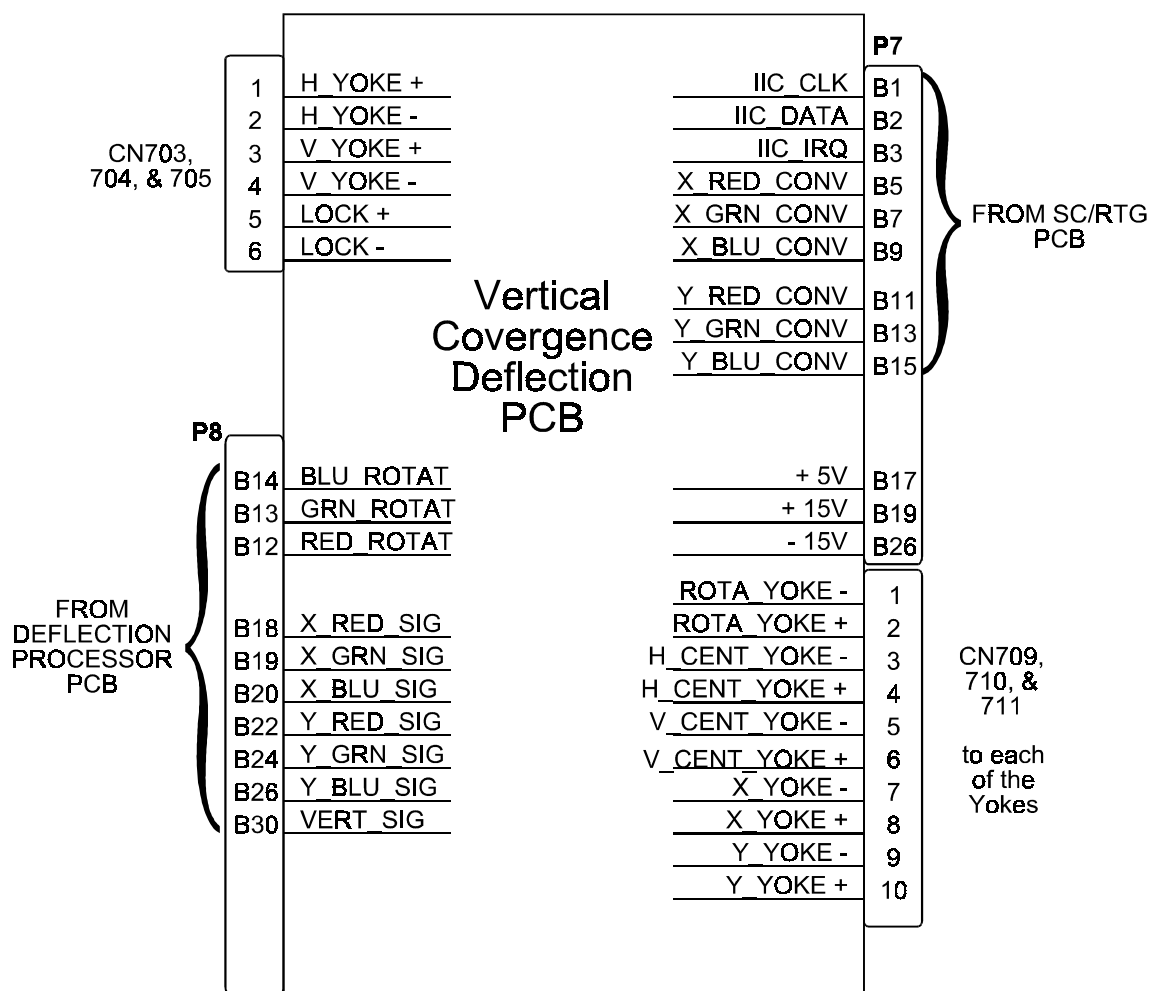 P7
1 H_YOKE +
2 H_YOKE -
3 V_YOKE +
4 V_YOKE -
5 LOCK +
6 LOCK -
CN703,
704, & 705
IIC_CLK B1
IIC_DATA B2
IIC_IRQ B3
X_RED_CONV B5
X_GRN_CONV B7
X_BLU_CONV B9
Y_RED_CONV B11
Y_GRN_CONV B13
Y_BLU_CONV B15
FROM SC/RTG
PCB
Vertical
Covergence
Deflection
PCB
P8
B14 BLU_ROTAT
B13 GRN_ROTAT
B12 RED_ROTAT
B18 X_RED_SIG
B19 X_GRN_SIG
B20 X_BLU_SIG
B22 Y_RED_SIG
B24 Y_GRN_SIG
B26 Y_BLU_SIG
B30 VERT_SIG
FROM
DEFLECTION
PROCESSOR
PCB
+ 5V B17
+ 15V B19
- 15V B26
ROTA_YOKE - 1
ROTA_YOKE + 2
H_CENT_YOKE - 3
H_CENT_YOKE + 4
V_CENT_YOKE - 5
V_CENT_YOKE + 6
X_YOKE - 7
X_YOKE + 8
Y_YOKE - 9
Y_YOKE + 10
CN709,
710, &
711
to each
of the
Yokes